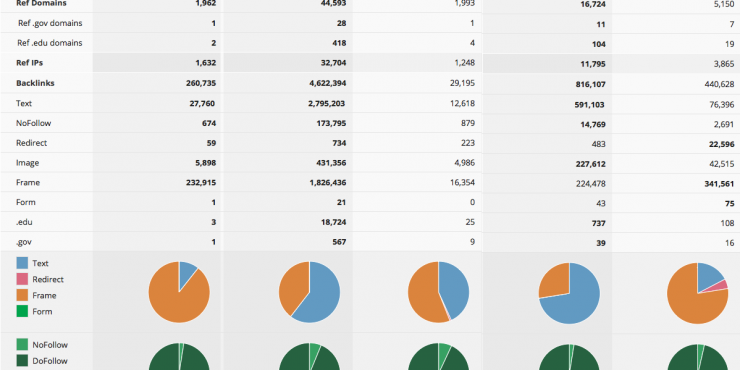 Ref Domains 1,962 44,593 1,993 16,724 5,150
Ref .gov domains 1 28 1 11 7
Ref .edu domains 2 418 4 104 19
Ref IPs 1,632 32,704 1,248 11,795 3,865
Backlinks 260,735 4,622,394 29,195 816,107 440,628
Text 27,760 2,795,203 12,618 591,103 76,396
NoFollow 674 173,795 879 14,769 2,691
Redirect 59 734 223 483 22,596
Image 5,898 431,356 4,986 227,612 42,515
Frame 232,915 1,826,436 16,354 224,478 341,561
Form 1 21 0 43 75
.edu 3 18,724 25 737 108
.gov 1 567 9 39 16
Text
Redirect
Frame
Form
NoFollow
DoFollow